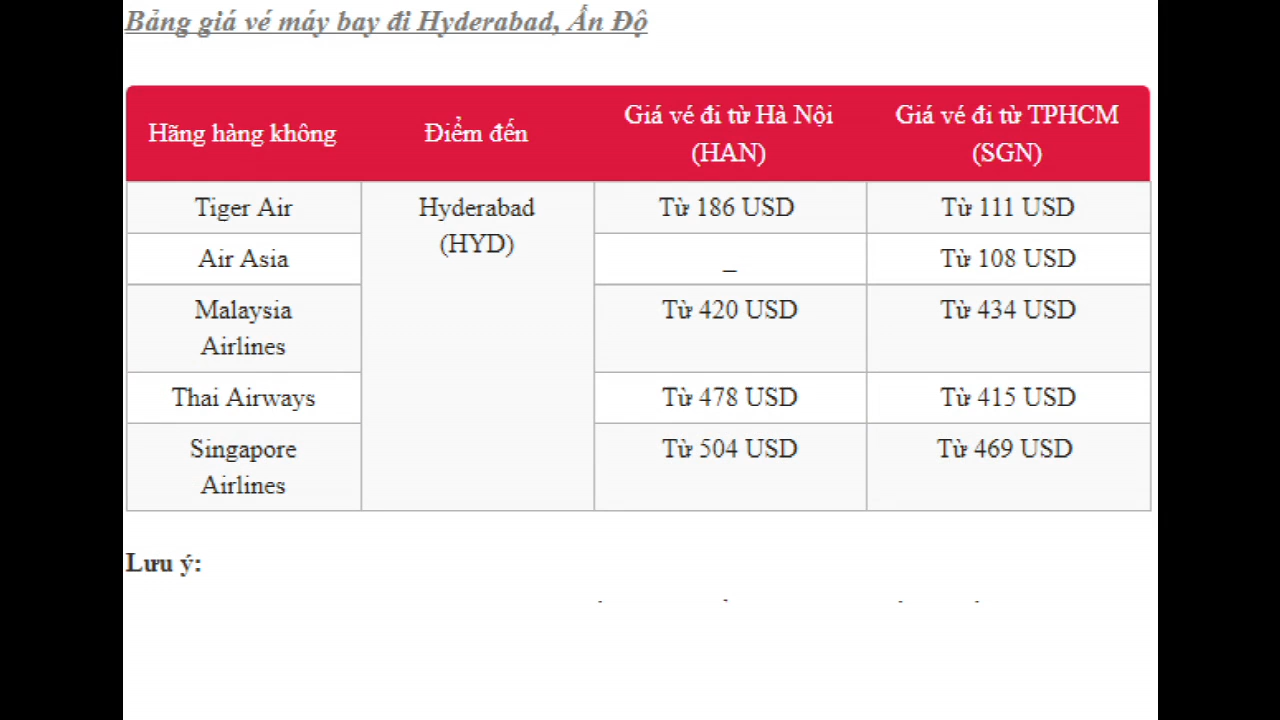 Bảng giá vé máy bay đi Hyderabad, Ấn Độ
Hãng hàng không
Điểm đến
Giá vé đi từ Hà Nội
(HAN)
Giá vé đi từ TPHCM
(SGN)
Tiger Air
Hyderabad
(HYD)
Từ 186 USD
Từ 111 USD
Air Asia
_
Từ 108 USD
Malaysia
Airlines
Từ 420 USD
Từ 434 USD
Thai Airways
Từ 478 USD
Từ 415 USD
Singapore
Airlines
Từ 504 USD
Từ 469 USD
Lưu ý: